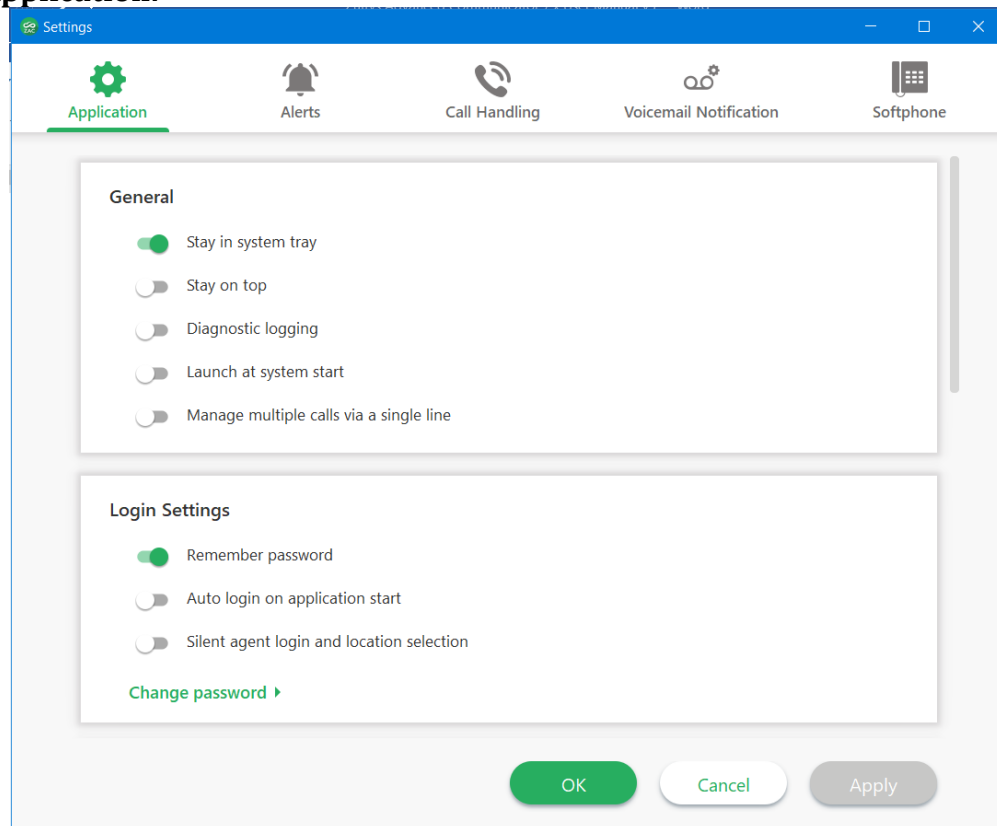 pplication.
Settings
Application Alerts Call Handling Voicemail Notification Softphone
General
Stay in system tray
Stay on top
Diagnostic logging
Launch at system start
Manage multiple calls via a single line
Login Settings
Remember password
Auto login on application start
Silent agent login and location selection
Change password
OK Cancel Apply